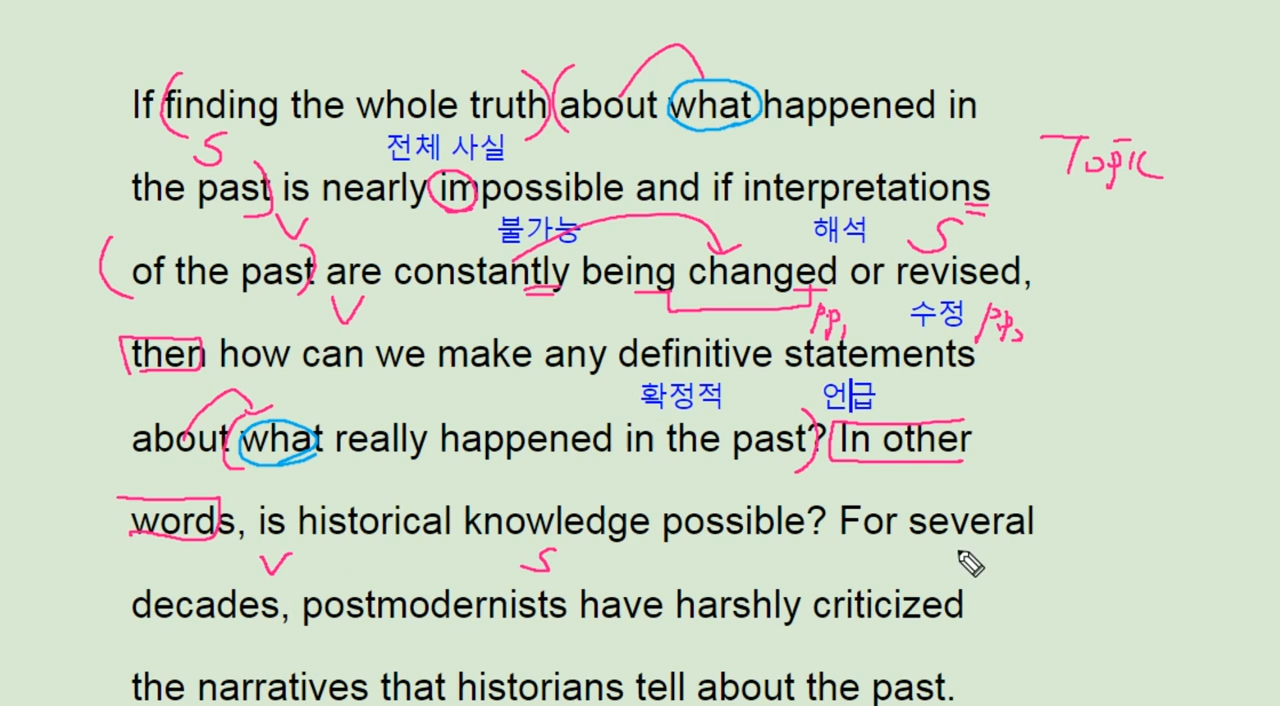 If finding the whole truth about what happened in
S 전체 사실 Topic
the past is nearly impossible and if interpretations
V 불가능 해석 S
of the past are constantly being changed or revised,
V pp1 수정 pp2
then how can we make any definitive statements
확정적 언급
about what really happened in the past? In other
words, is historical knowledge possible? For several
V S
decades, postmodernists have harshly criticized
the narratives that historians tell about the past.